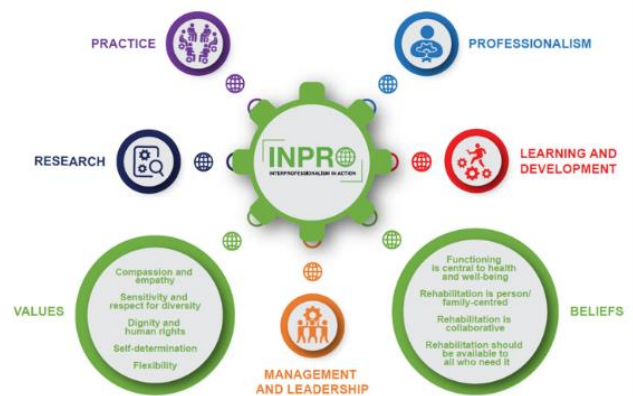 PRACTICE
PROFESSIONALISM
RESEARCH
INPRO
INTERPROFESSIONALISM IN ACTION
LEARNING AND
DEVELOPMENT
VALUES
Compassion and
empathy
Sensitivity and
respect for diversity
Dignity and
human rights
Self-determination
Flexibility
MANAGEMENT
AND LEADERSHIP
Functioning
is central to health
and well-being
Rehabilitation is person/
family-centred
Rehabilitation is
collaborative
Rehabilitation should
be available to
all who need it
BELIEFS